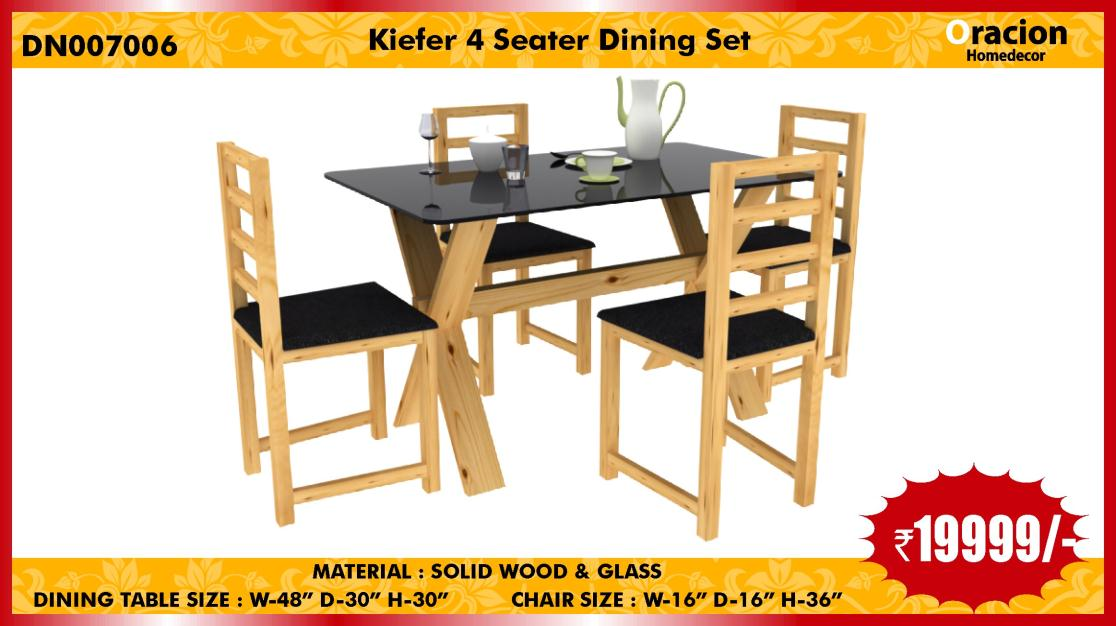 DN007006
Kiefer 4 Seater Dining Set
Oracion
Homedecor
₹19999/-
MATERIAL : SOLID WOOD & GLASS
DINING TABLE SIZE : W-48” D-30” H-30”
CHAIR SIZE : W-16” D-16” H-36”